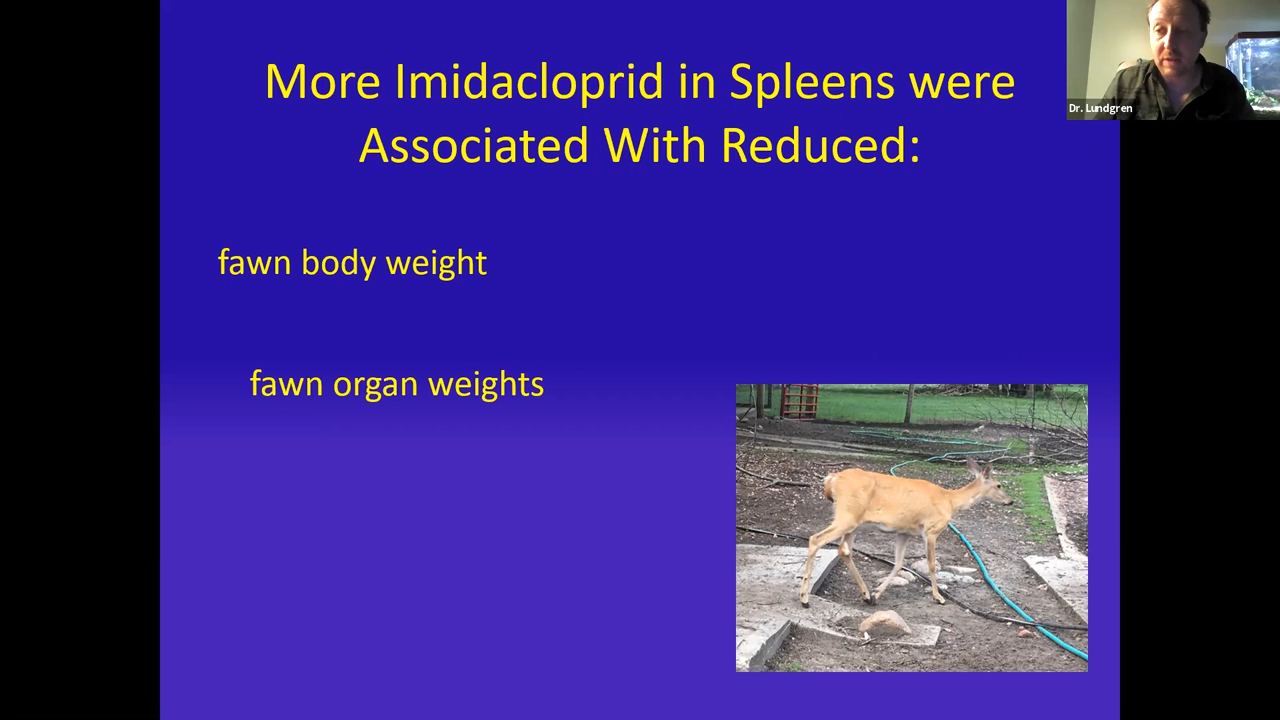 More Imidacloprid in Spleens were
Associated With Reduced:
Dr. Lundgren
fawn body weight
fawn organ weights